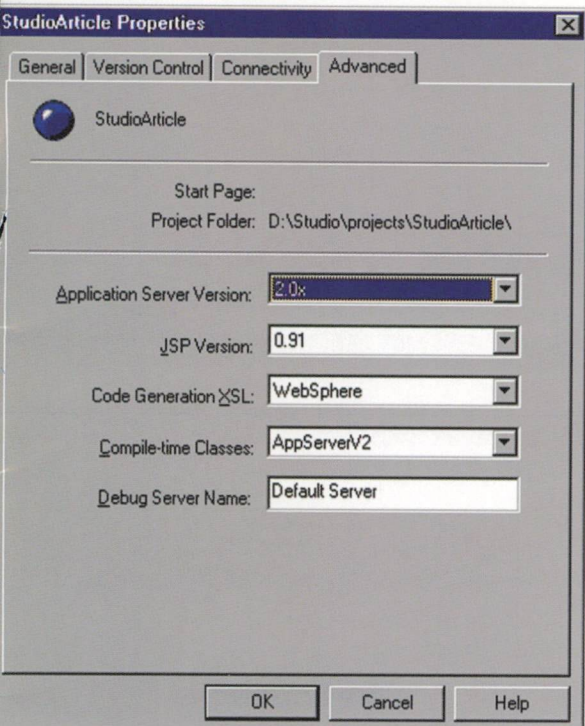 StudioArticle Properties
General Version Control Connectivity Advanced
StudioArticle
Start Page:
Project Folder: D:\Studio\projects\StudioArticle\
Application Server Version: 2.0x
JSP Version: 0.91
Code Generation XSL: WebSphere
Compile-time Classes: AppServerV2
Debug Server Name: Default Server
OK Cancel Help